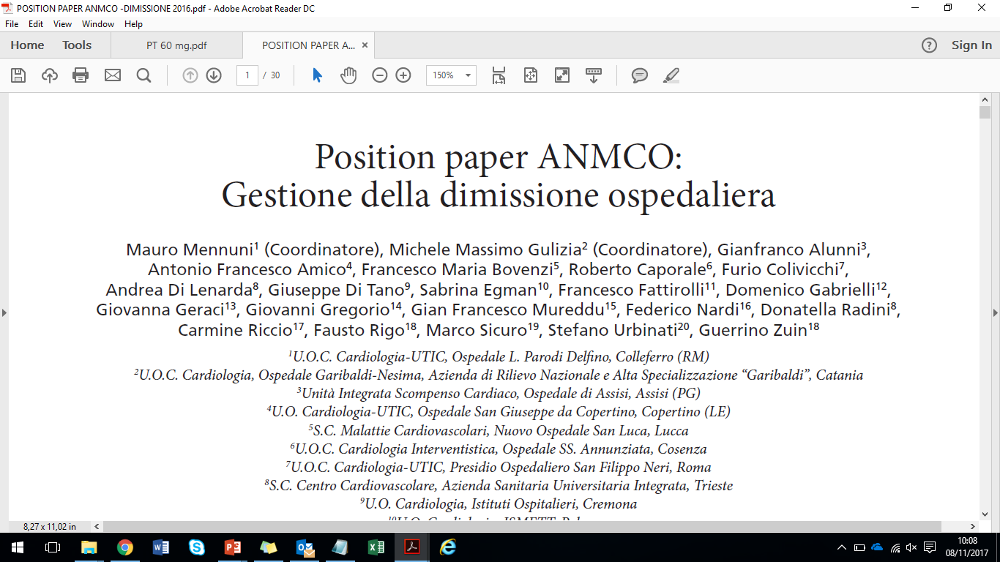 POSITION PAPER ANMCO -DIMISSIONE 2016.pdf - Adobe Acrobat Reader DC
File Edit View Window Help
Home Tools PT 60 mg.pdf POSITION PAPER A... × ? Sign In
1 / 30 150%
Position paper ANMCO:
Gestione della dimissione ospedaliera
Mauro Mennuni¹ (Coordinatore), Michele Massimo Gulizia² (Coordinatore), Gianfranco Alunni³,
Antonio Francesco Amico⁴, Francesco Maria Bovenzi⁵, Roberto Caporale⁶, Furio Colivicchi⁷,
Andrea Di Lenarda⁸, Giuseppe Di Tano⁹, Sabrina Egman¹⁰, Francesco Fattirolli¹¹, Domenico Gabrielli¹²,
Giovanna Geraci¹³, Giovanni Gregorio¹⁴, Gian Francesco Mureddu¹⁵, Federico Nardi¹⁶, Donatella Radini⁸,
Carmine Riccio¹⁷, Fausto Rigo¹⁸, Marco Sicuro¹⁹, Stefano Urbinati²⁰, Guerrino Zuin¹⁸
¹U.O.C. Cardiologia-UTIC, Ospedale L. Parodi Delfino, Colleferro (RM)
²U.O.C. Cardiologia, Ospedale Garibaldi-Nesima, Azienda di Rilievo Nazionale e Alta Specializzazione “Garibaldi”, Catania
³Unità Integrata Scompenso Cardiaco, Ospedale di Assisi, Assisi (PG)
⁴U.O. Cardiologia-UTIC, Ospedale San Giuseppe da Copertino, Copertino (LE)
⁵S.C. Malattie Cardiovascolari, Nuovo Ospedale San Luca, Lucca
⁶U.O.C. Cardiologia Interventistica, Ospedale SS. Annunziata, Cosenza
⁷U.O.C. Cardiologia-UTIC, Presidio Ospedaliero San Filippo Neri, Roma
⁸S.C. Centro Cardiovascolare, Azienda Sanitaria Universitaria Integrata, Trieste
⁹U.O. Cardiologia, Istituti Ospitalieri, Cremona
8,27 x 11,02 in
10:08
08/11/2017